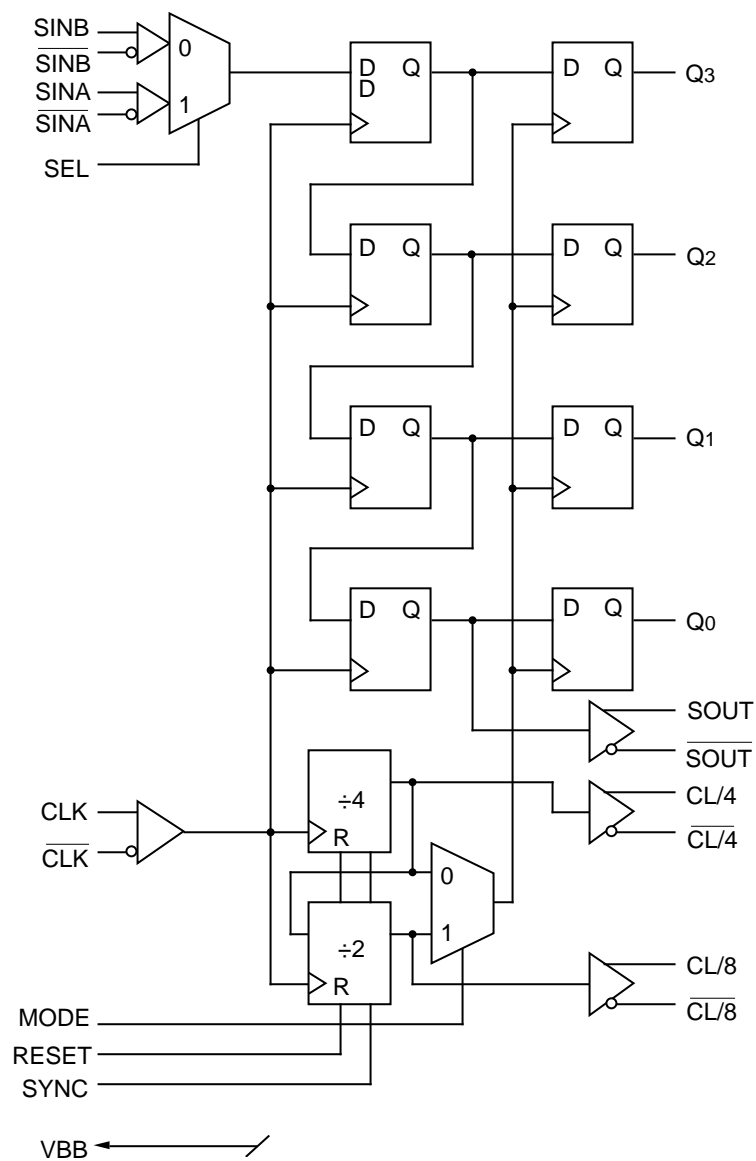 SINB
SINB
SINA
SINA
SEL
0
1
D
D
Q
D
Q
Q3
D
Q
D
Q
Q2
D
Q
D
Q
Q1
D
Q
D
Q
Q0
SOUT
SOUT
CLK
CLK
÷4
R
CL/4
CL/4
0
1
÷2
R
CL/8
CL/8
MODE
RESET
SYNC
VBB